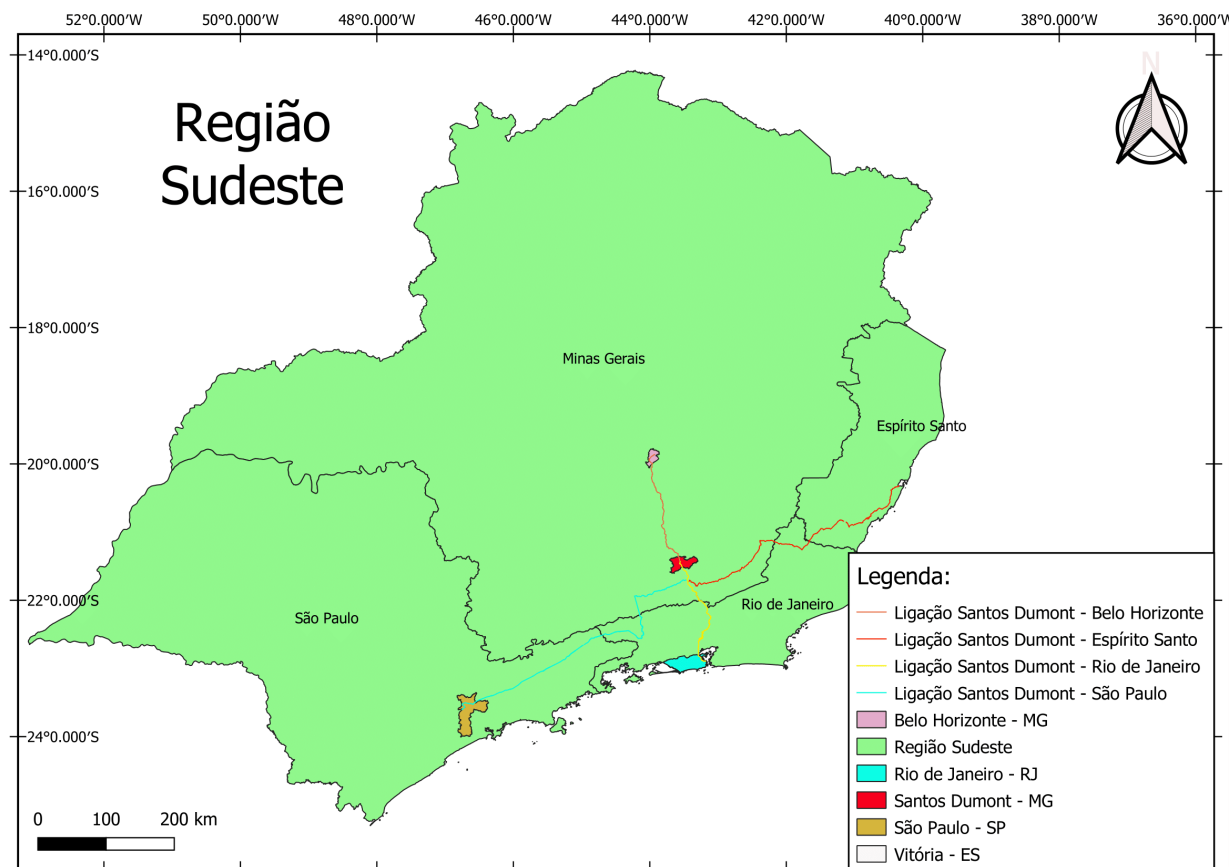 52°0.000'W 50°0.000'W 48°0.000'W 46°0.000'W 44°0.000'W 42°0.000'W 40°0.000'W 36°0.000'W
14°0.000'S
N
Região
Sudeste
16°0.000'S
18°0.000'S
Minas Gerais
Espírito Santo
20°0.000'S
22°0.000'S
Rio de Janeiro
São Paulo
24°0.000'S
0 100 200 km
Legenda:
Ligação Santos Dumont - Belo Horizonte
Ligação Santos Dumont - Espírito Santo
Ligação Santos Dumont - Rio de Janeiro
Ligação Santos Dumont - São Paulo
Belo Horizonte - MG
Região Sudeste
Rio de Janeiro - RJ
Santos Dumont - MG
São Paulo - SP
Vitória - ES